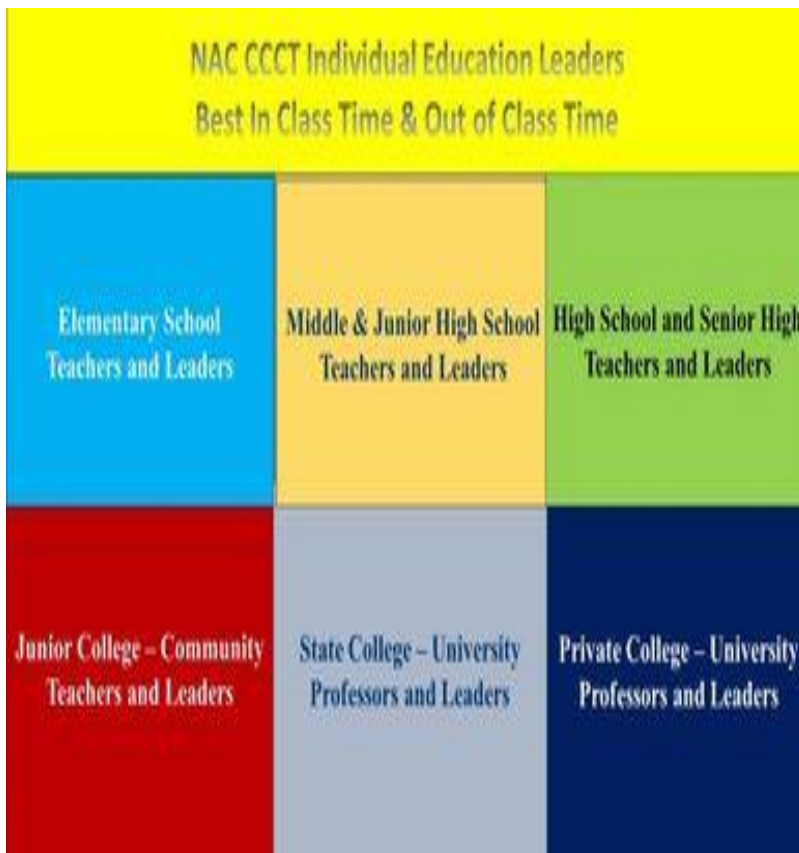 NAC CCCT Individual Education Leaders
Best In Class Time & Out of Class Time
Elementary School
Teachers and Leaders
Middle & Junior High School
Teachers and Leaders
High School and Senior High
Teachers and Leaders
Junior College – Community
Teachers and Leaders
State College – University
Professors and Leaders
Private College – University
Professors and Leaders